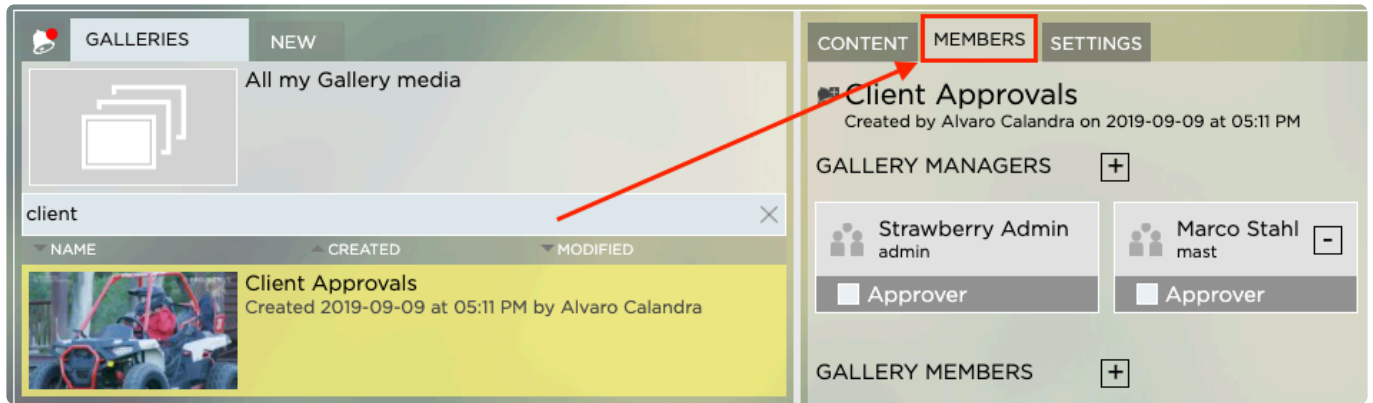 GALLERIES NEW
All my Gallery media
client
NAME CREATED MODIFIED
Client Approvals
Created 2019-09-09 at 05:11 PM by Alvaro Calandra
CONTENT MEMBERS SETTINGS
Client Approvals
Created by Alvaro Calandra on 2019-09-09 at 05:11 PM
GALLERY MANAGERS +
Strawberry Admin
admin
Approver
Marco Stahl -
mast
Approver
GALLERY MEMBERS +